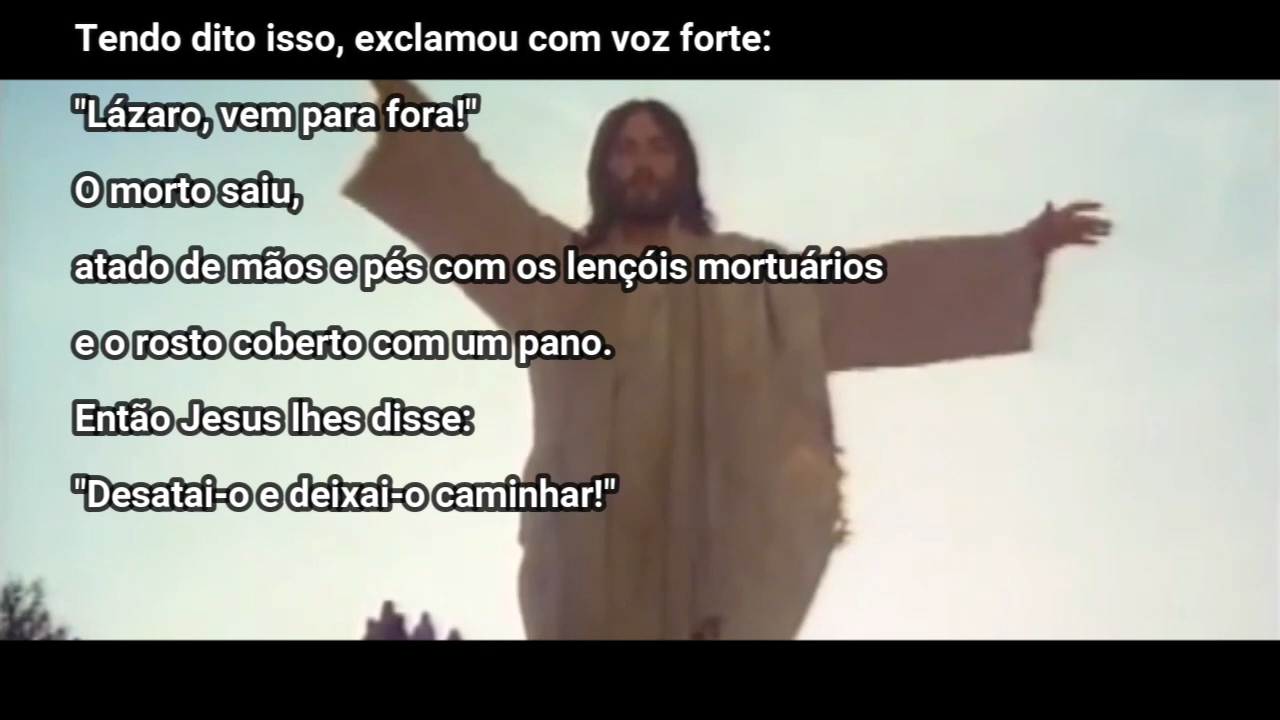 Tendo dito isso, exclamou com voz forte:
"Lázaro, vem para fora!"
O morto saiu,
atado de mãos e pés com os lençóis mortuários
e o rosto coberto com um pano.
Então Jesus lhes disse:
"Desatai-o e deixai-o caminhar!"